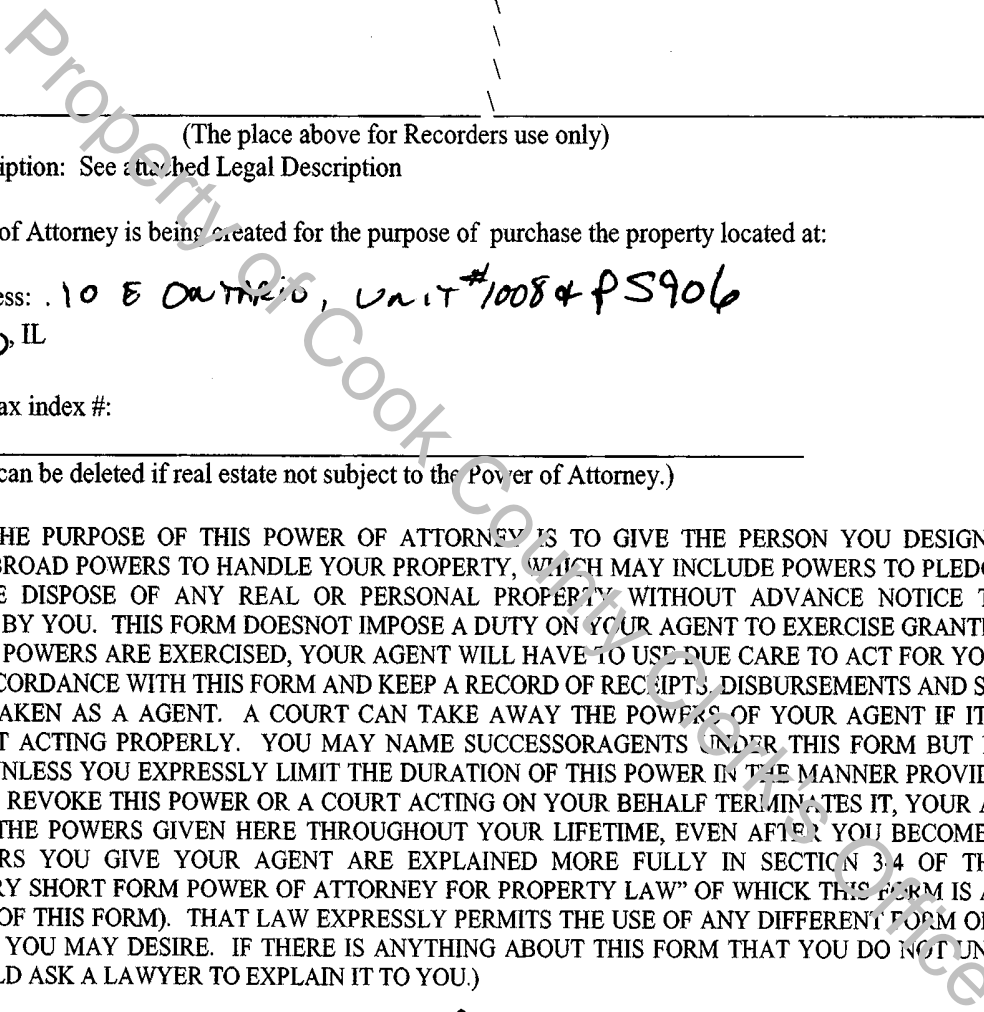 (The place above for Recorders use only)
iption: See attached Legal Description
of Attorney is being created for the purpose of purchase the property located at:
ess: . 10 E Ontario, Unit #1008 & PS906
, IL
ax index #:
can be deleted if real estate not subject to the Power of Attorney.)
HE PURPOSE OF THIS POWER OF ATTORNEY IS TO GIVE THE PERSON YOU DESIGN
BROAD POWERS TO HANDLE YOUR PROPERTY, WHICH MAY INCLUDE POWERS TO PLEDG
E DISPOSE OF ANY REAL OR PERSONAL PROPERTY WITHOUT ADVANCE NOTICE T
BY YOU. THIS FORM DOESNOT IMPOSE A DUTY ON YOUR AGENT TO EXERCISE GRANTE
POWERS ARE EXERCISED, YOUR AGENT WILL HAVE TO USE DUE CARE TO ACT FOR YO
CORDANCE WITH THIS FORM AND KEEP A RECORD OF RECEIPTS, DISBURSEMENTS AND S
AKEN AS A AGENT. A COURT CAN TAKE AWAY THE POWERS OF YOUR AGENT IF IT
T ACTING PROPERLY. YOU MAY NAME SUCCESSORAGENTS UNDER THIS FORM BUT
NLESS YOU EXPRESSLY LIMIT THE DURATION OF THIS POWER IN THE MANNER PROVID
REVOKE THIS POWER OR A COURT ACTING ON YOUR BEHALF TERMINATES IT, YOUR A
THE POWERS GIVEN HERE THROUGHOUT YOUR LIFETIME, EVEN AFTER YOU BECOME
RS YOU GIVE YOUR AGENT ARE EXPLAINED MORE FULLY IN SECTION 3-4 OF TH
RY SHORT FORM POWER OF ATTORNEY FOR PROPERTY LAW" OF WHICK THIS FORM IS A
OF THIS FORM). THAT LAW EXPRESSLY PERMITS THE USE OF ANY DIFFERENT FORM O
YOU MAY DESIRE. IF THERE IS ANYTHING ABOUT THIS FORM THAT YOU DO NOT UN
LD ASK A LAWYER TO EXPLAIN IT TO YOU.)
Property of Cook County Clerk's Office